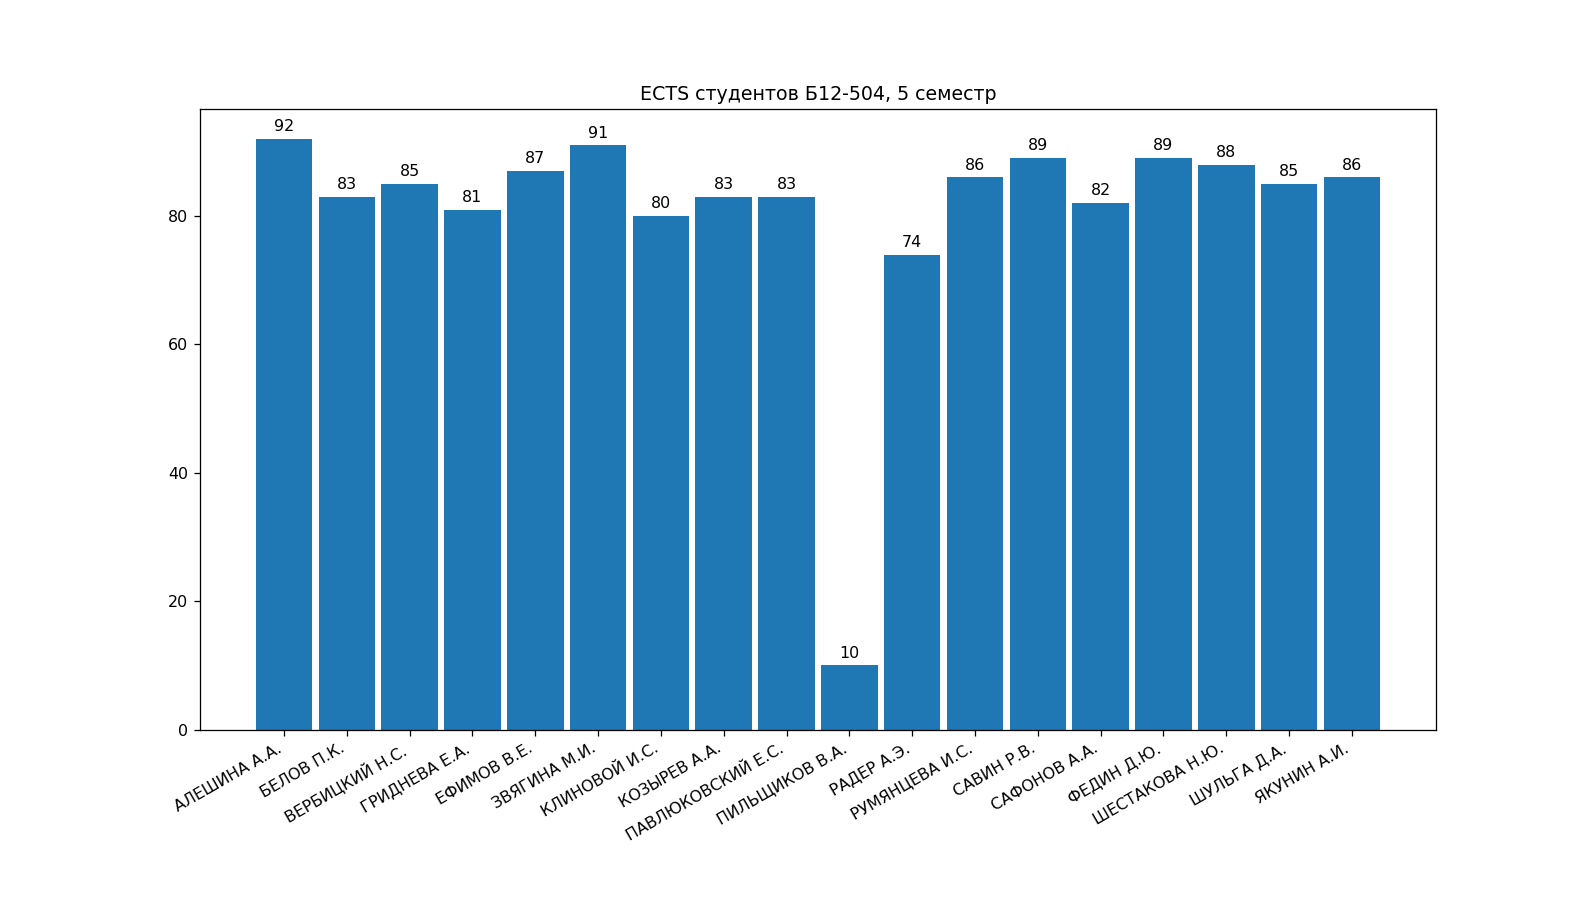 ECTS студентов Б12-504, 5 семестр
92
83
85
81
87
91
80
83
83
10
74
86
89
82
89
88
85
86
80
60
40
20
0
АЛЕШИНА А.А.
БЕЛОВ П.К.
ВЕРБИЦКИЙ Н.С.
ГРИДНЕВА Е.А.
ЕФИМОВ В.Е.
ЗВЯГИНА М.И.
КЛИНОВОЙ И.С.
КОЗЫРЕВ А.А.
ПАВЛЮКОВСКИЙ Е.С.
ПИЛЬЩИКОВ В.А.
РАДЕР А.Э.
РУМЯНЦЕВА И.С.
САВИН Р.В.
САФОНОВ А.А.
ФЕДИН Д.Ю.
ШЕСТАКОВА Н.Ю.
ШУЛЬГА Д.А.
ЯКУНИН А.И.